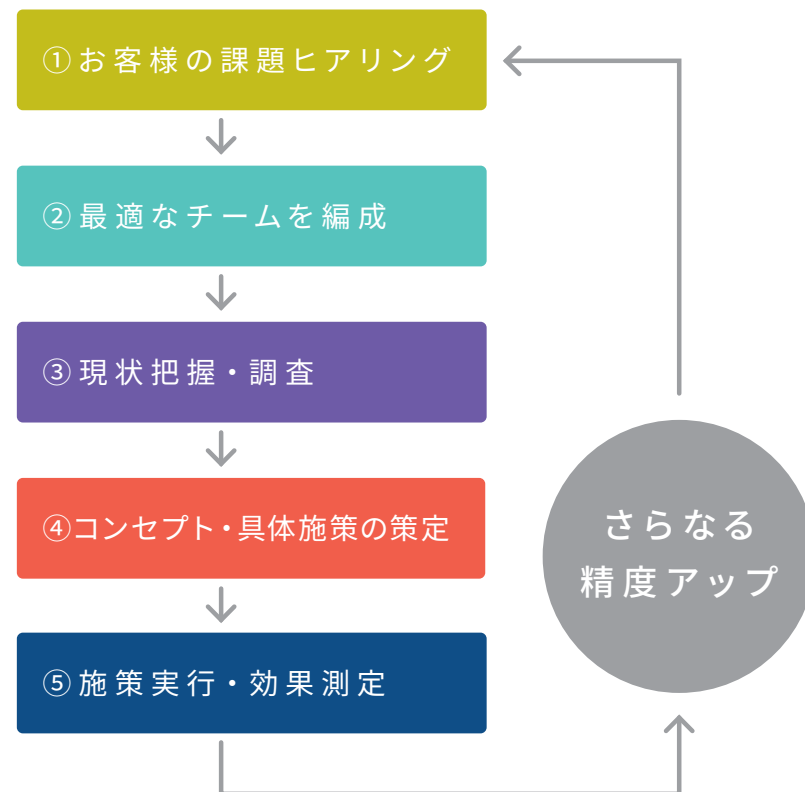 ①お客様の課題ヒアリング
②最適なチームを編成
③現状把握・調査
④コンセプト・具体施策の策定
⑤施策実行・効果測定
さらなる
精度アップ